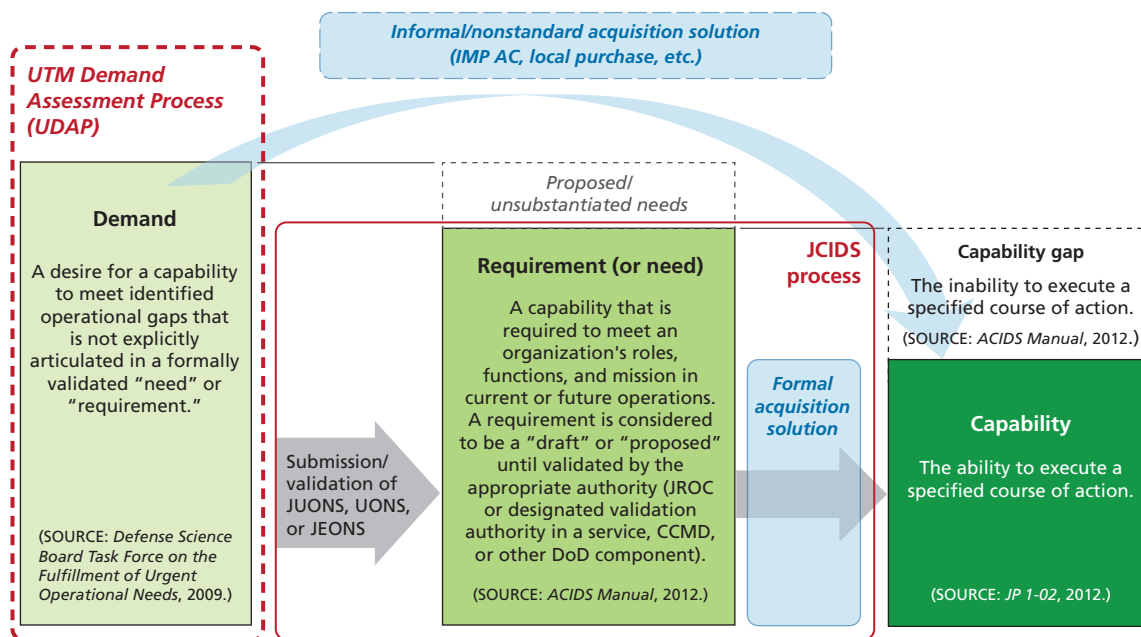 Informal/nonstandard acquisition solution
(IMP AC, local purchase, etc.)
UTM Demand
Assessment Process
(UDAP)
Demand
A desire for a capability
to meet identified
operational gaps that
is not explicitly
articulated in a formally
validated “need” or
“requirement.”
(SOURCE: Defense Science
Board Task Force on the
Fulfillment of Urgent
Operational Needs, 2009.)
Submission/
validation of
JUONS, UONS,
or JEONS
Proposed/
unsubstantiated needs
Requirement (or need)
A capability that is
required to meet an
organization's roles,
functions, and mission in
current or future operations.
A requirement is considered
to be a “draft” or “proposed”
until validated by the
appropriate authority (JROC
or designated validation
authority in a service, CCMD,
or other DoD component).
(SOURCE: ACIDS Manual, 2012.)
JCIDS
process
Formal
acquisition
solution
Capability gap
The inability to execute a
specified course of action.
(SOURCE: ACIDS Manual, 2012.)
Capability
The ability to execute a
specified course of action.
(SOURCE: JP 1-02, 2012.)